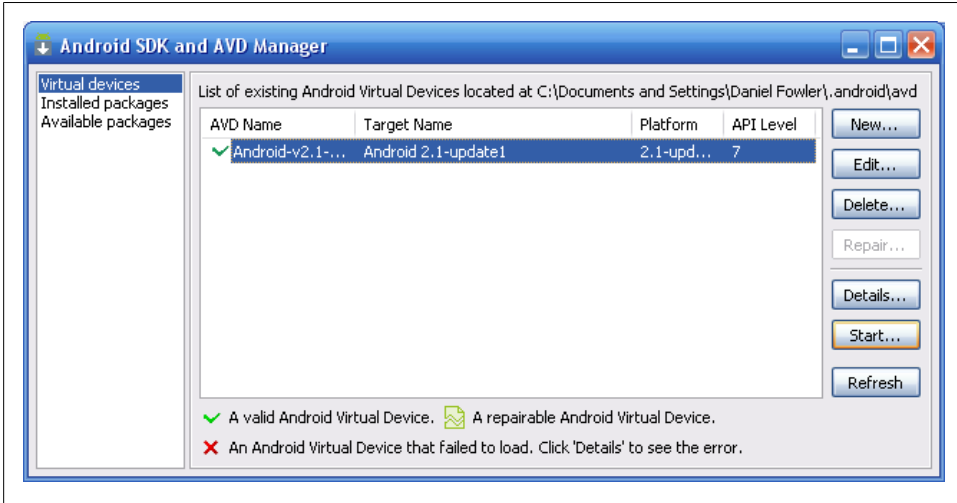 Android SDK and AVD Manager
Virtual devices
Installed packages
Available packages
List of existing Android Virtual Devices located at C:\Documents and Settings\Daniel Fowler\.android\avd
AVD Name Target Name Platform API Level
Android-v2.1-... Android 2.1-update1 2.1-upd... 7
New...
Edit...
Delete...
Repair...
Details...
Start...
Refresh
A valid Android Virtual Device. A repairable Android Virtual Device.
An Android Virtual Device that failed to load. Click 'Details' to see the error.